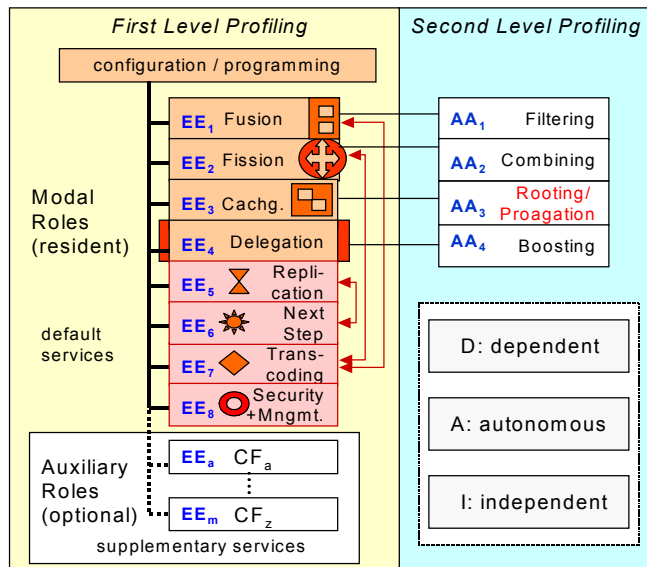 First Level Profiling
Second Level Profiling
configuration / programming
EE1 Fusion
EE2 Fission
EE3 Cachg.
EE4 Delegation
EE5 Repli-
cation
EE6 Next
Step
EE7 Trans-
coding
EE8 Security
+Mngmt.
Modal
Roles
(resident)
default
services
Auxiliary
Roles
(optional)
EEa CFa
EEm CFz
supplementary services
AA1 Filtering
AA2 Combining
AA3 Rooting/
Proagation
AA4 Boosting
D: dependent
A: autonomous
I: independent